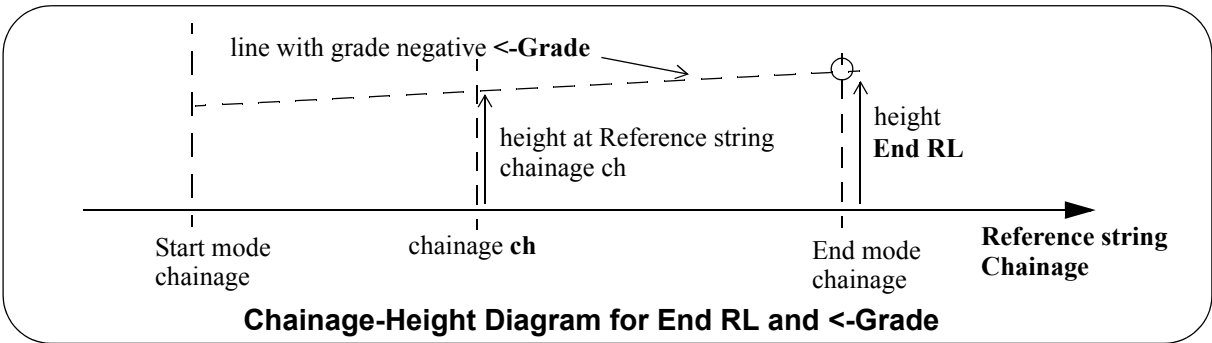 line with grade negative <-Grade
height at Reference string
chainage ch
height
End RL
Start mode
chainage
chainage ch
End mode
chainage
Reference string
Chainage
Chainage-Height Diagram for End RL and <-Grade